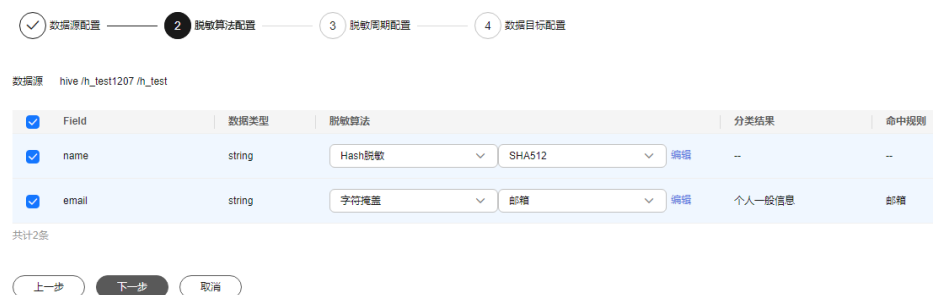 数据源配置 2 脱敏算法配置 3 脱敏周期配置 4 数据目标配置
数据源 hive /h_test1207 /h_test
Field 数据类型 脱敏算法 分类结果 命中规则
name string Hash脱敏 SHA512 编辑 -- --
email string 字符掩盖 邮箱 编辑 个人一般信息 邮箱
共计2条
上一步 下一步 取消